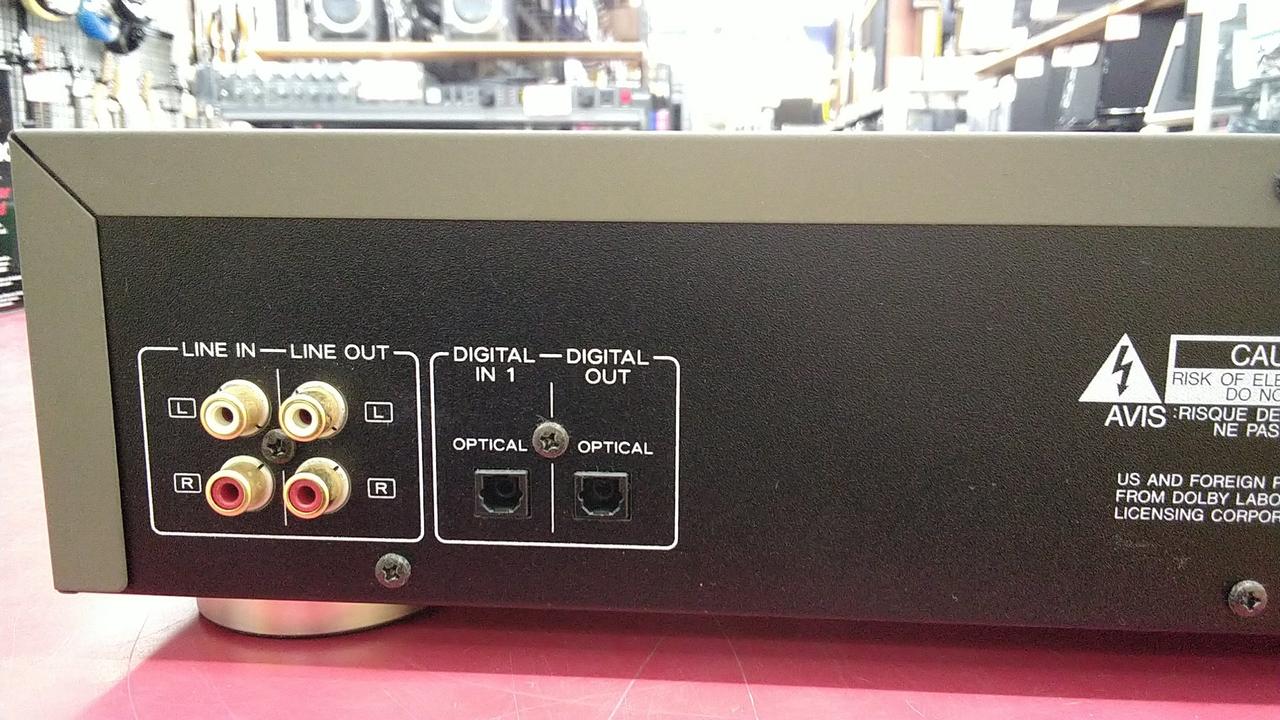 LINE IN LINE OUT
L L
R R
DIGITAL IN 1
DIGITAL OUT
OPTICAL OPTICAL
CAU
RISK OF ELE
DO NO
AVIS :RISQUE DE
NE PAS
US AND FOREIGN P
FROM DOLBY LABO
LICENSING CORPOR